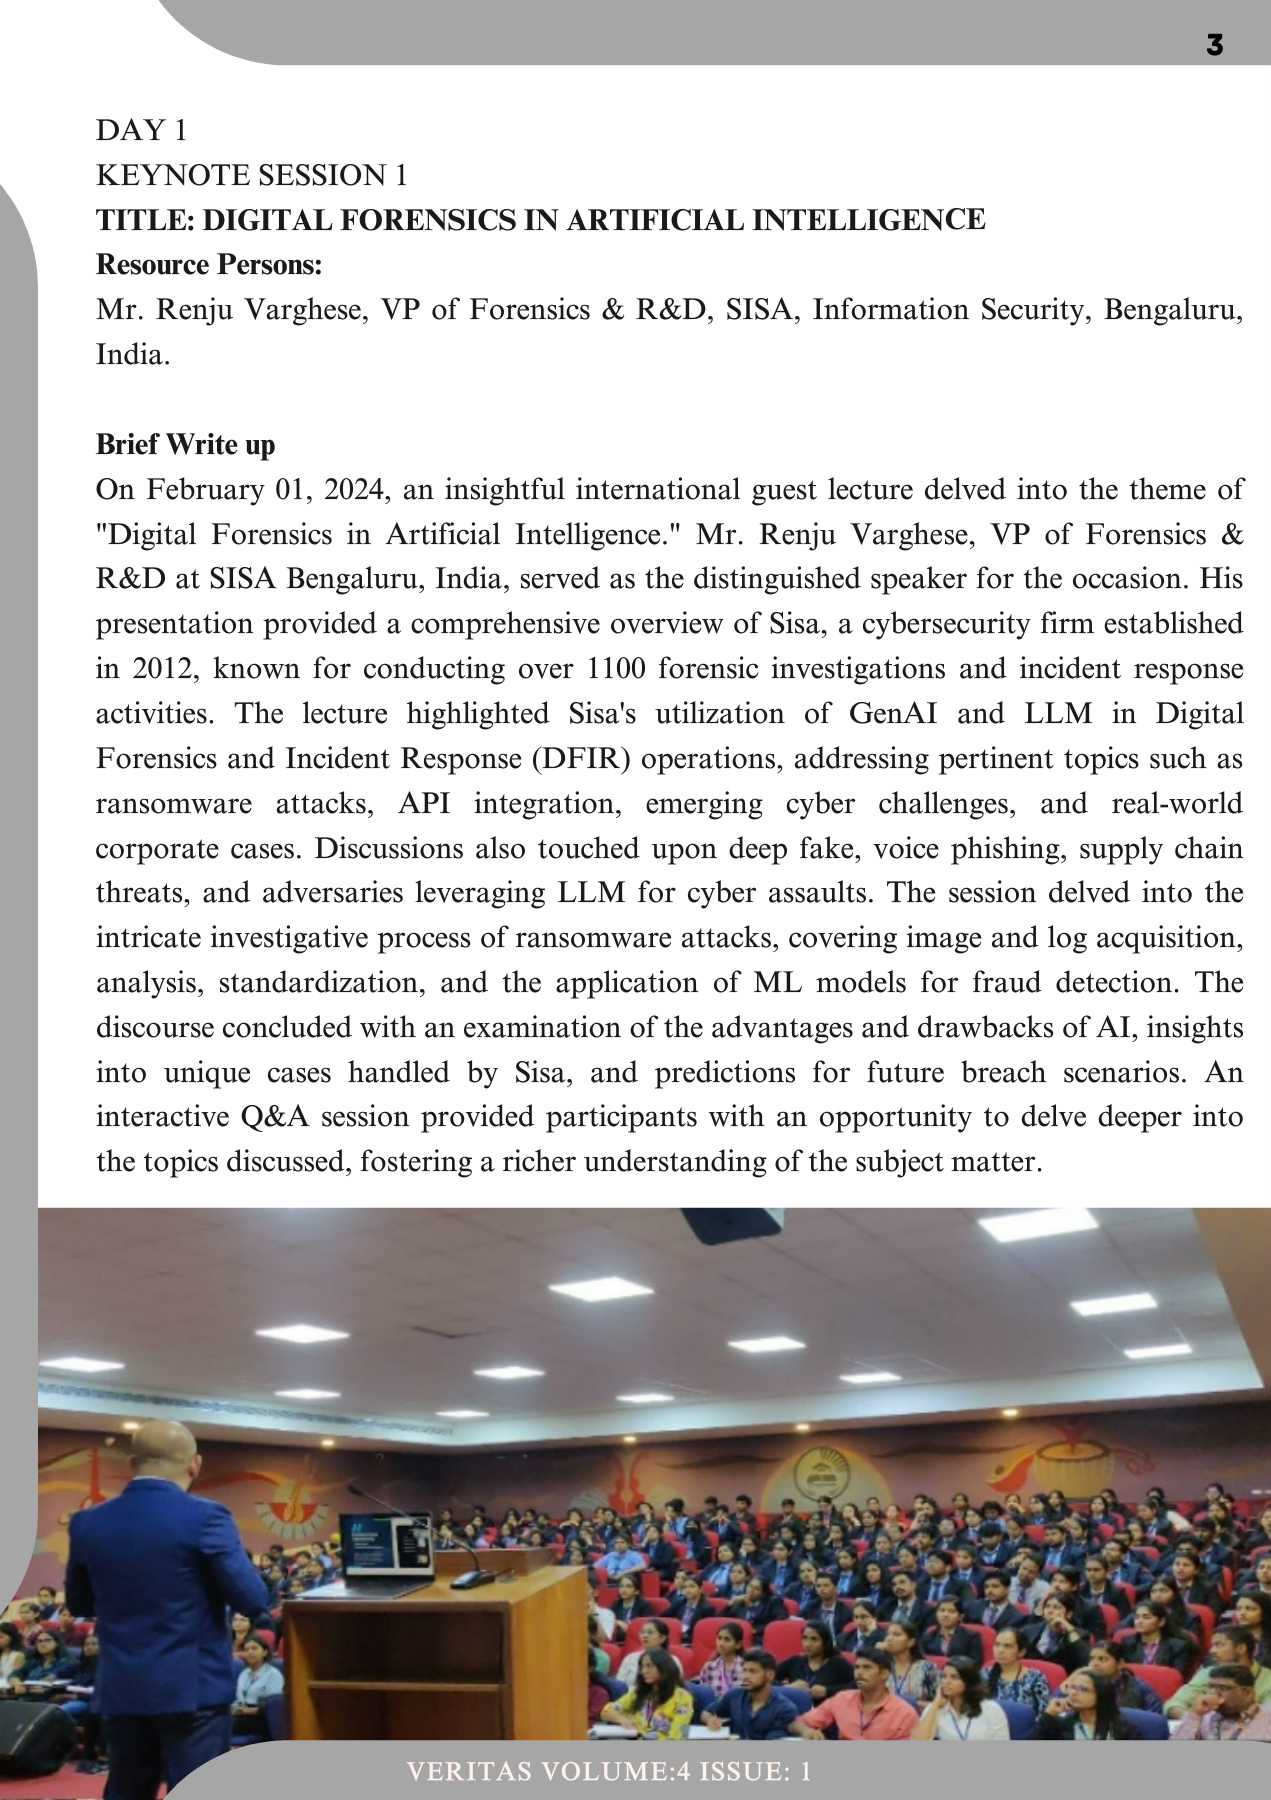 3
DAY 1
KEYNOTE SESSION 1
TITLE: DIGITAL FORENSICS IN ARTIFICIAL INTELLIGENCE
Resource Persons:
Mr. Renju Varghese, VP of Forensics & R&D, SISA, Information Security, Bengaluru,
India.
Brief Write up
On February 01, 2024, an insightful international guest lecture delved into the theme of
"Digital Forensics in Artificial Intelligence." Mr. Renju Varghese, VP of Forensics &
R&D at SISA Bengaluru, India, served as the distinguished speaker for the occasion. His
presentation provided a comprehensive overview of Sisa, a cybersecurity firm established
in 2012, known for conducting over 1100 forensic investigations and incident response
activities. The lecture highlighted Sisa's utilization of GenAI and LLM in Digital
Forensics and Incident Response (DFIR) operations, addressing pertinent topics such as
ransomware attacks, API integration, emerging cyber challenges, and real-world
corporate cases. Discussions also touched upon deep fake, voice phishing, supply chain
threats, and adversaries leveraging LLM for cyber assaults. The session delved into the
intricate investigative process of ransomware attacks, covering image and log acquisition,
analysis, standardization, and the application of ML models for fraud detection. The
discourse concluded with an examination of the advantages and drawbacks of AI, insights
into unique cases handled by Sisa, and predictions for future breach scenarios. An
interactive Q&A session provided participants with an opportunity to delve deeper into
the topics discussed, fostering a richer understanding of the subject matter.
VERITAS VOLUME:4 ISSUE: 1